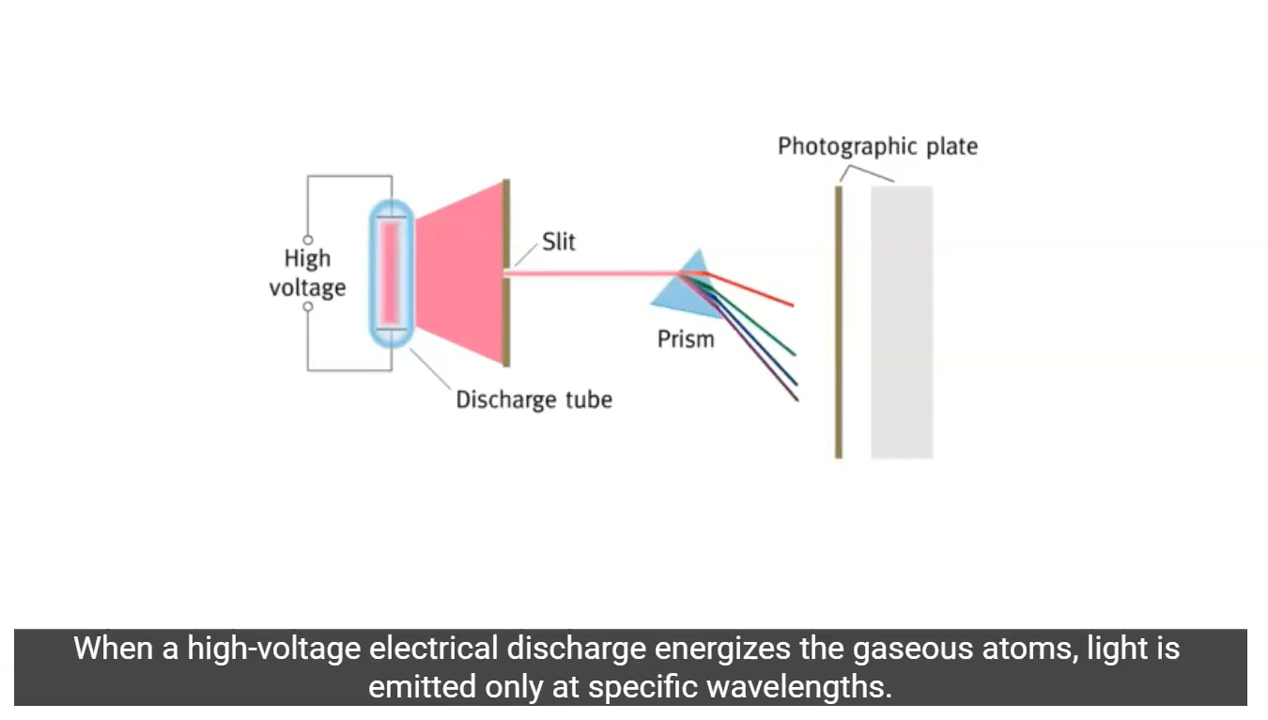 Photographic plate
Slit
High
voltage
Prism
Discharge tube
When a high-voltage electrical discharge energizes the gaseous atoms, light is
emitted only at specific wavelengths.